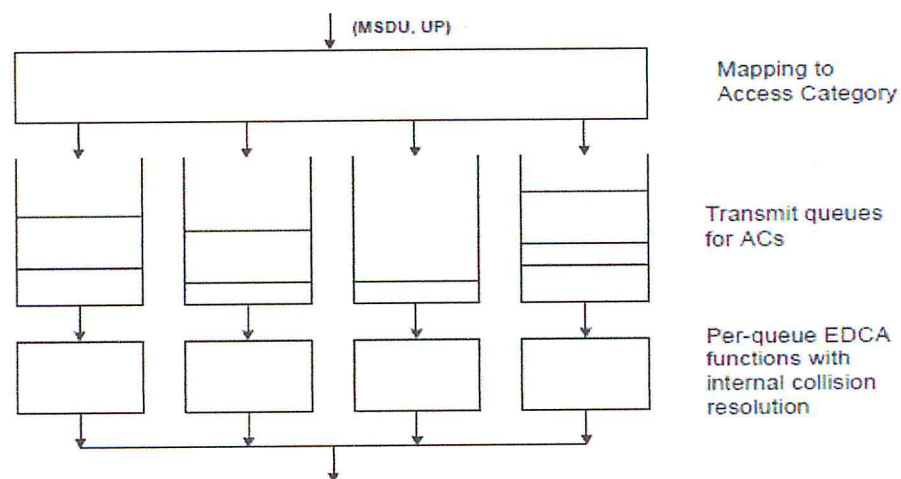 (MSDU, UP)
Mapping to
Access Category
Transmit queues
for ACs
Per-queue EDCA
functions with
internal collision
resolution